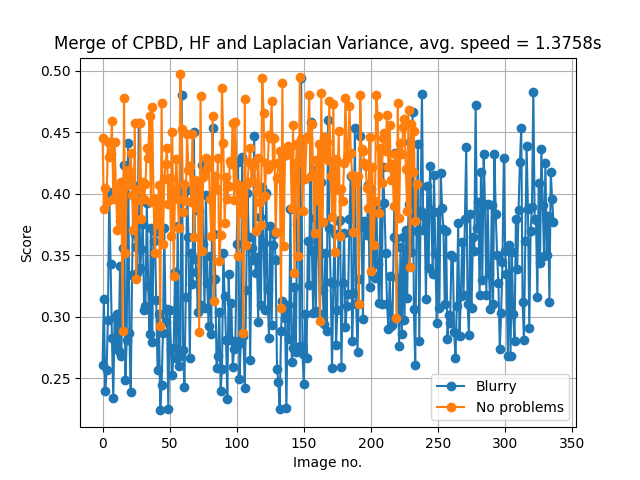 Merge of CPBD, HF and Laplacian Variance, avg. speed = 1.3758s
0.50
0.45
0.40
0.35
0.30
0.25
Score
0 50 100 150 200 250 300 350
Image no.
Blurry
No problems